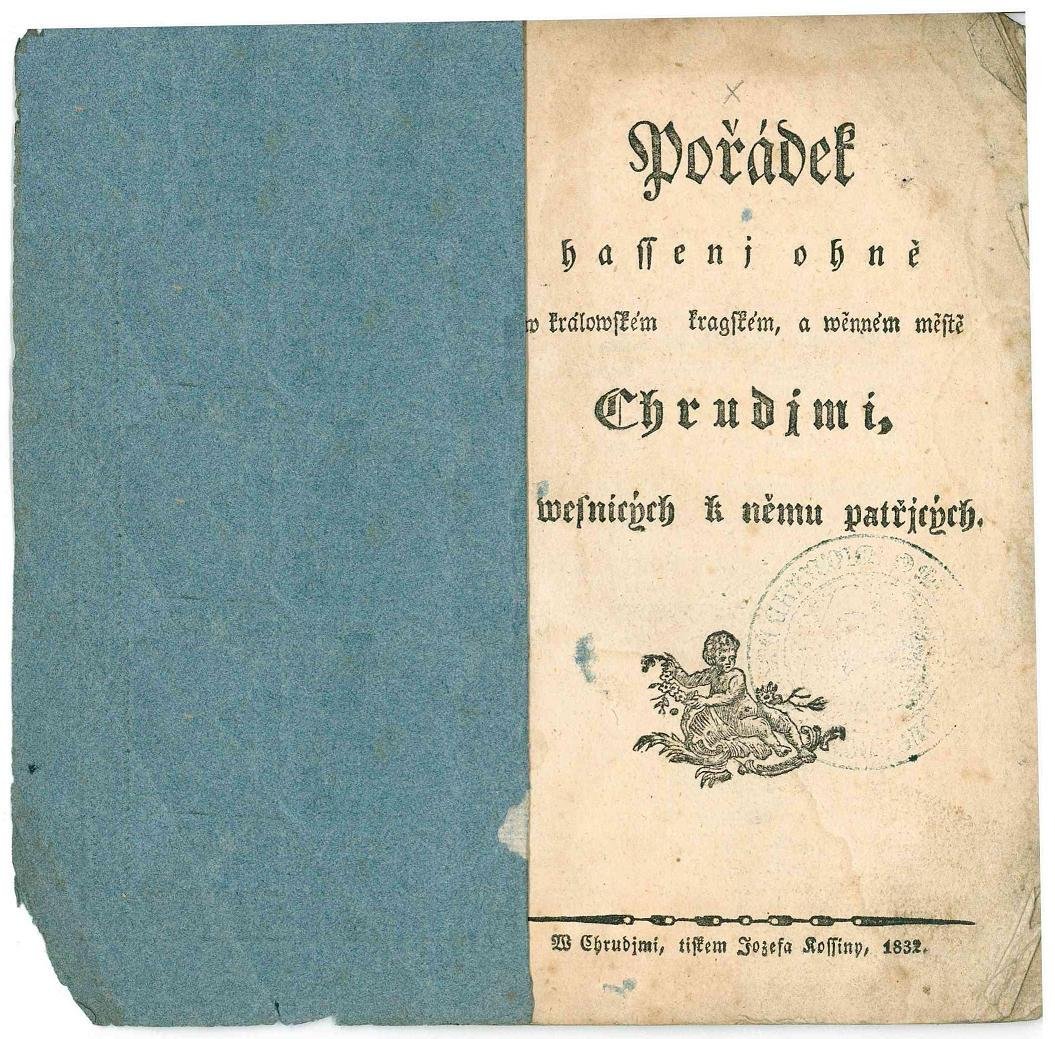 Pořádek
hassenj ohně
w králowském kragském, a wěnném městě
Chrudjmi,
wesnicých k němu patřjcých.
W Chrudjmi, tiskem Jozefa Kossiny, 1832.